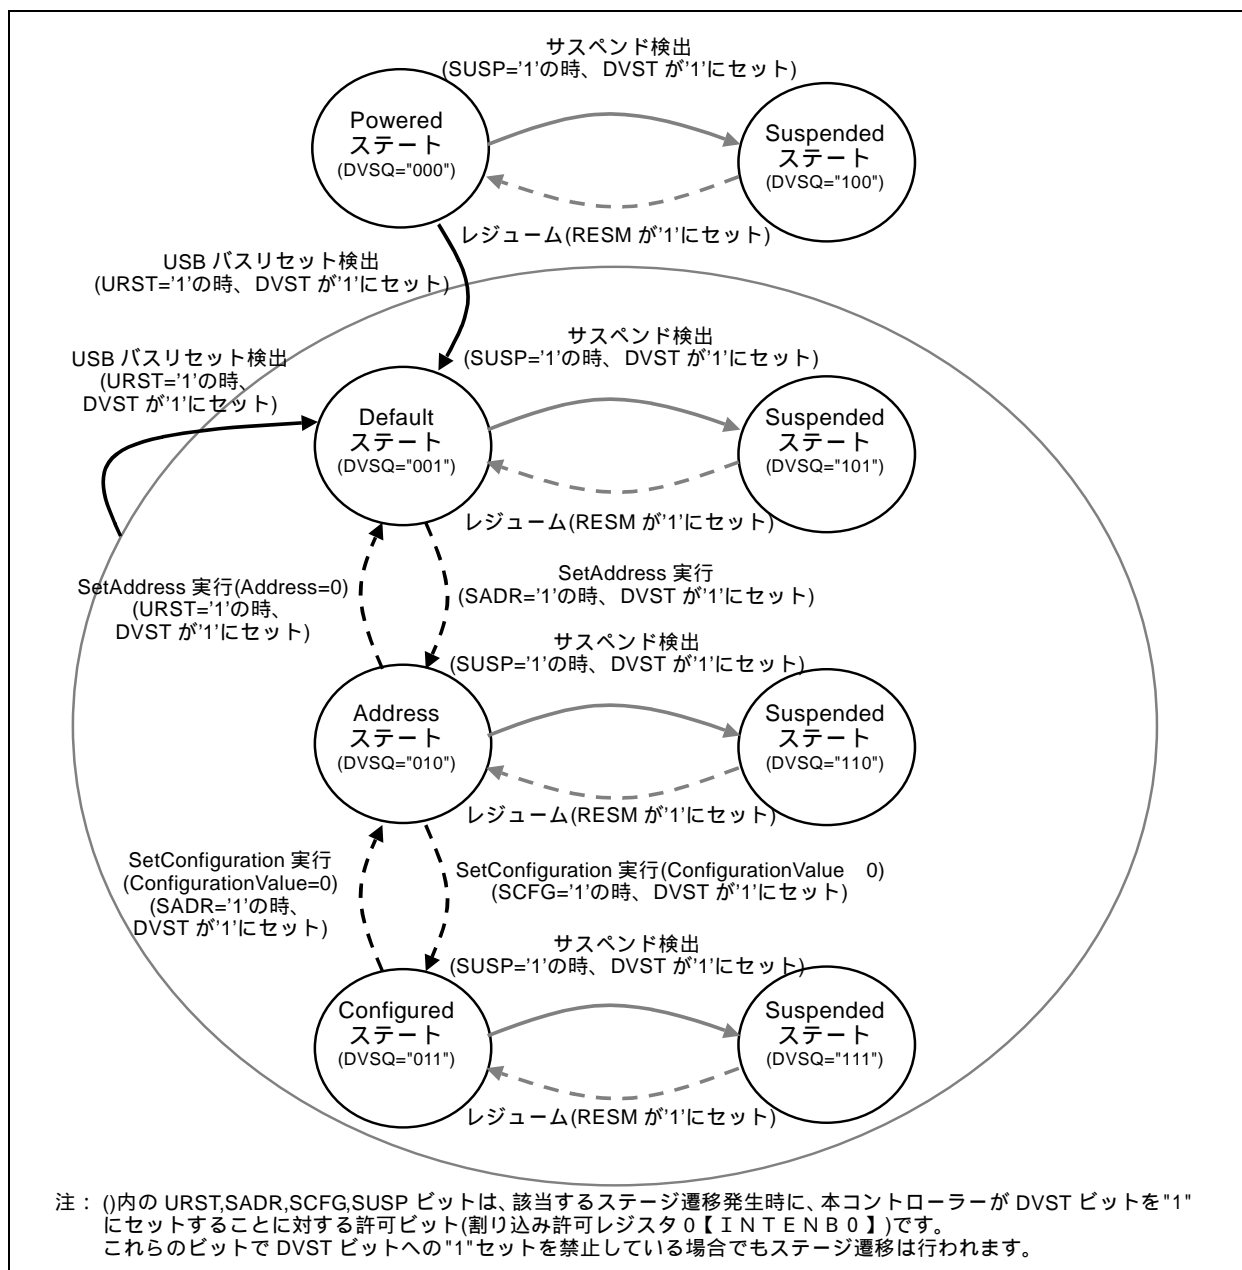 サスペンド検出
(SUSP='1'の時、DVST が'1'にセット)
Powered
ステート
(DVSQ="000")
Suspended
ステート
(DVSQ="100")
レジューム(RESM が'1'にセット)
USB バスリセット検出
(URST='1'の時、DVST が'1'にセット)
サスペンド検出
(SUSP='1'の時、DVST が'1'にセット)
USB バスリセット検出
(URST='1'の時、
DVST が'1'にセット)
Default
ステート
(DVSQ="001")
Suspended
ステート
(DVSQ="101")
レジューム(RESM が'1'にセット)
SetAddress 実行(Address=0)
(URST='1'の時、
DVST が'1'にセット)
SetAddress 実行
(SADR='1'の時、DVST が'1'にセット)
サスペンド検出
(SUSP='1'の時、DVST が'1'にセット)
Address
ステート
(DVSQ="010")
Suspended
ステート
(DVSQ="110")
レジューム(RESM が'1'にセット)
SetConfiguration 実行
(ConfigurationValue=0)
(SADR='1'の時、
DVST が'1'にセット)
SetConfiguration 実行(ConfigurationValue　0)
(SCFG='1'の時、DVST が'1'にセット)
サスペンド検出
(SUSP='1'の時、DVST が'1'にセット)
Configured
ステート
(DVSQ="011")
Suspended
ステート
(DVSQ="111")
レジューム(RESM が'1'にセット)
注：()内の URST,SADR,SCFG,SUSP ビットは、該当するステージ遷移発生時に、本コントローラーが DVST ビットを"1"
にセットすることに対する許可ビット(割り込み許可レジスタ０【ＩＮＴＥＮＢ０】)です。
これらのビットで DVST ビットへの"1"セットを禁止している場合でもステージ遷移は行われます。